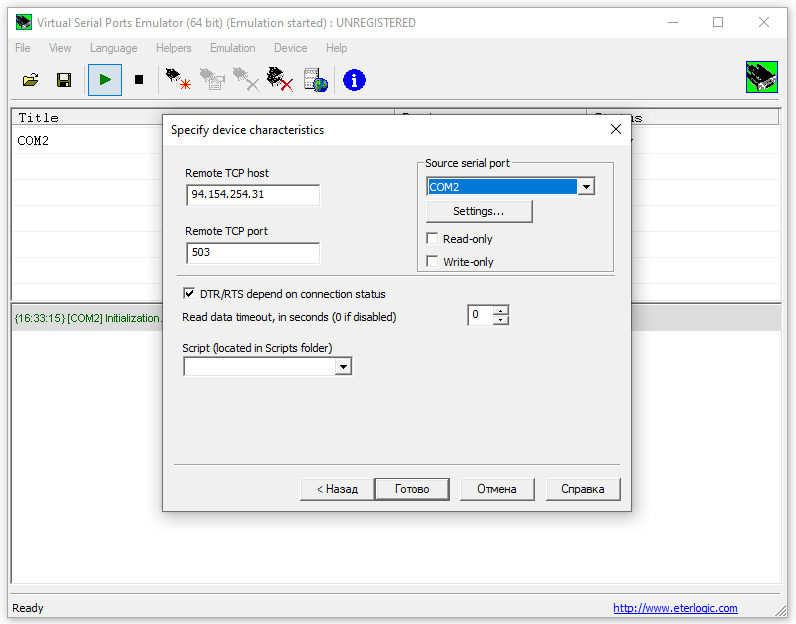 Virtual Serial Ports Emulator (64 bit) (Emulation started) : UNREGISTERED
File View Language Helpers Emulation Device Help
Title
COM2
Specify device characteristics
Remote TCP host
94.154.254.31
Remote TCP port
503
Source serial port
COM2
Settings...
Read-only
Write-only
DTR/RTS depend on connection status
Read data timeout, in seconds (0 if disabled)
0
Script (located in Scripts folder)
{16:33:15} [COM2] Initialization.
< Назад Готово Отмена Справка
Ready
http://www.eterlogic.com